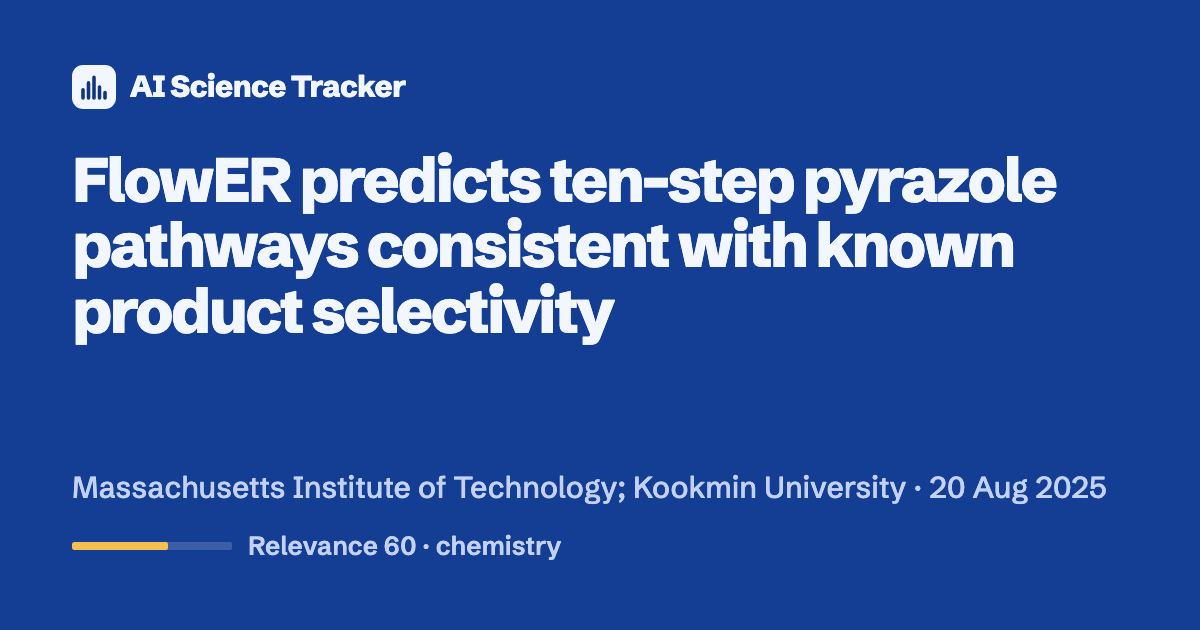 AI Science Tracker
FlowER predicts ten-step pyrazole
pathways consistent with known
product selectivity
Massachusetts Institute of Technology; Kookmin University · 20 Aug 2025
Relevance 60 · chemistry